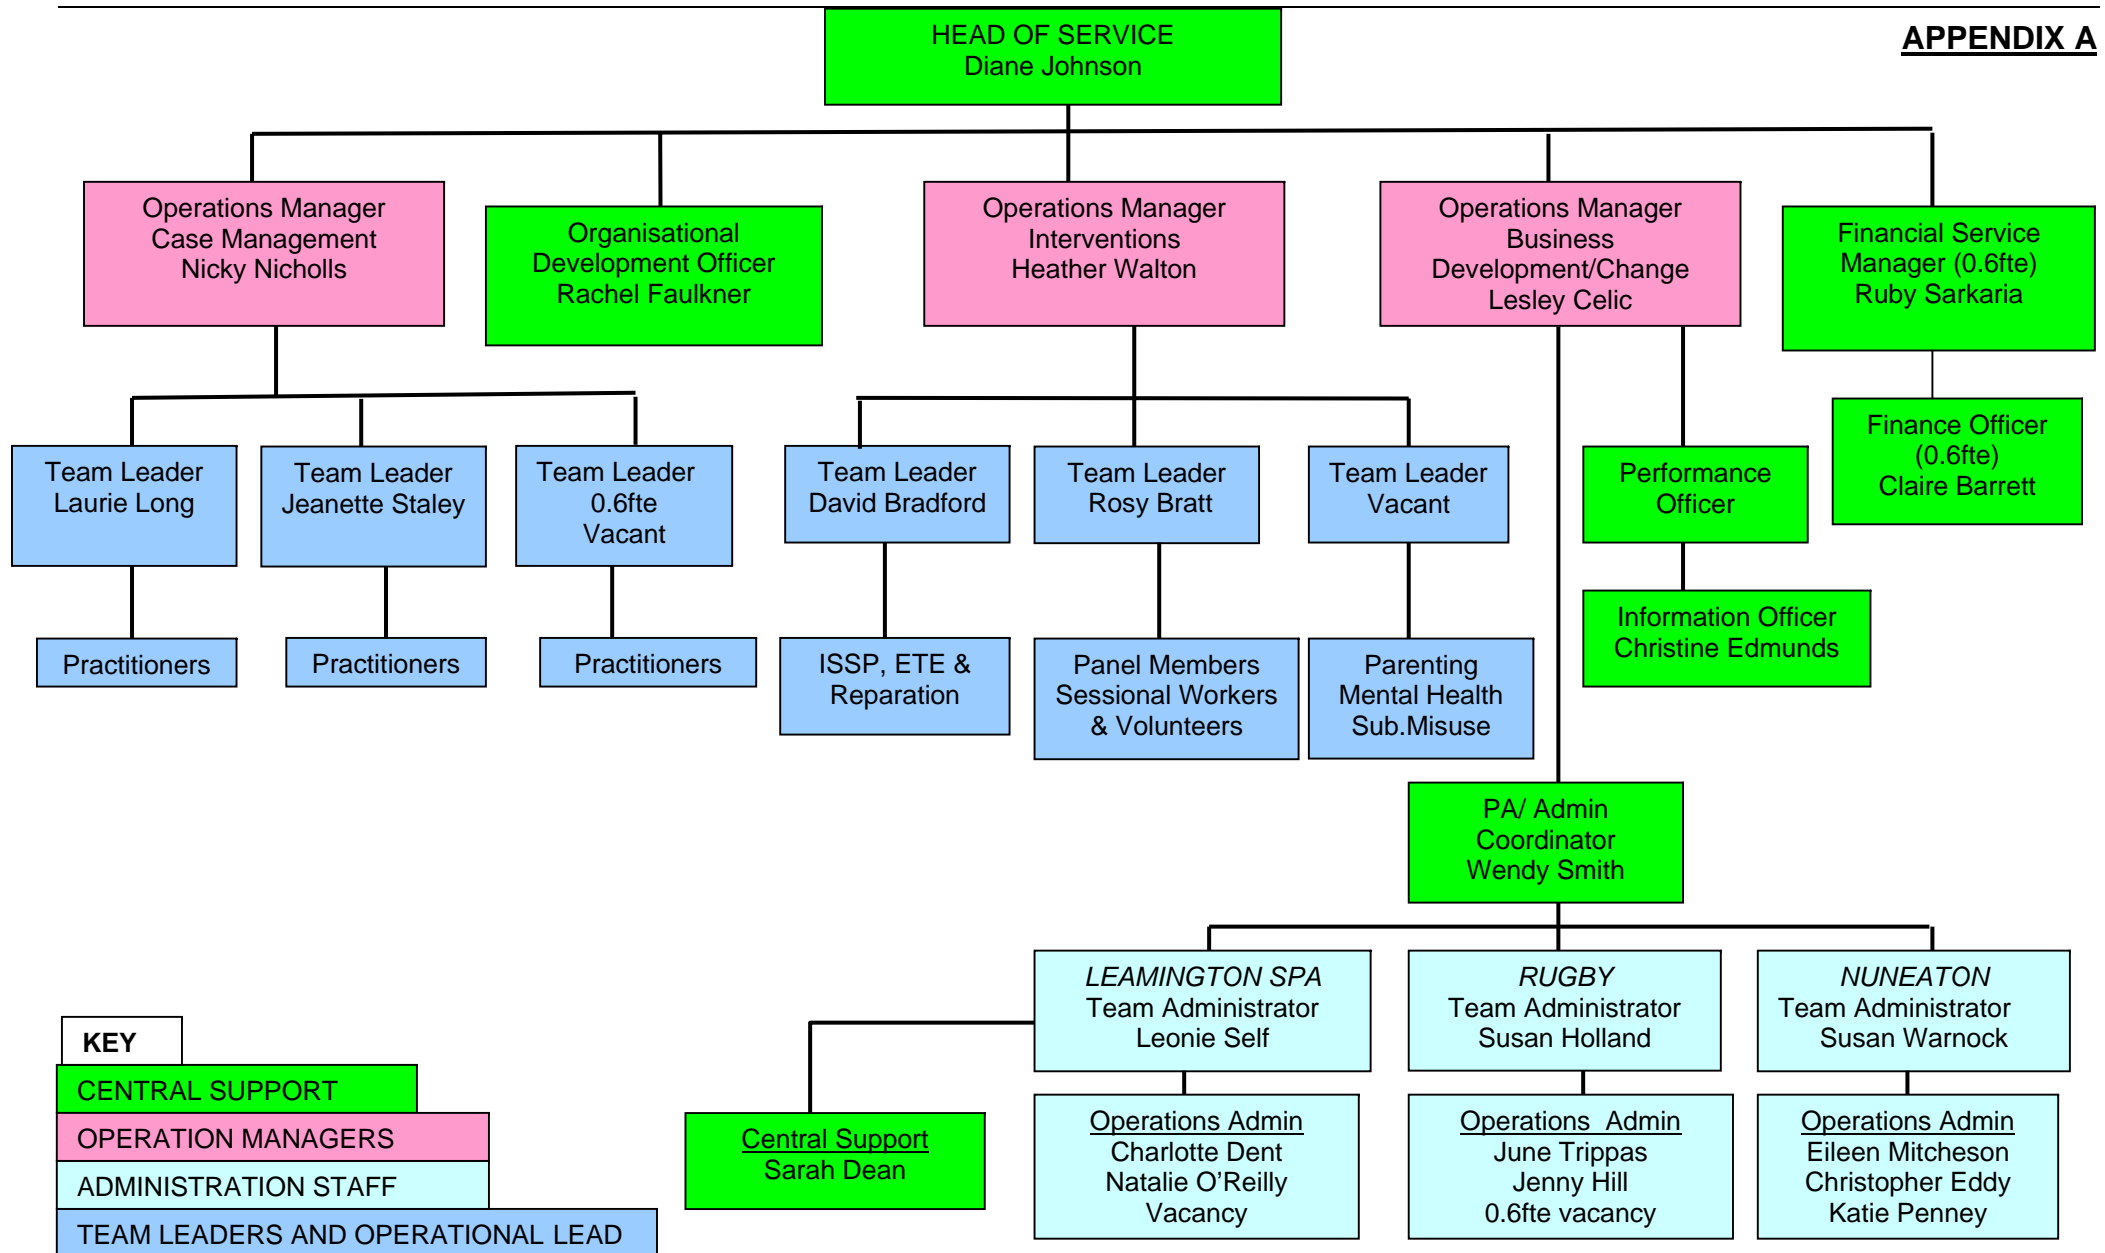 APPENDIX A
HEAD OF SERVICE
Diane Johnson
Operations Manager
Case Management
Nicky Nicholls
Organisational
Development Officer
Rachel Faulkner
Operations Manager
Interventions
Heather Walton
Operations Manager
Business
Development/Change
Lesley Celic
Financial Service
Manager (0.6fte)
Ruby Sarkaria
Finance Officer
(0.6fte)
Claire Barrett
Team Leader
Laurie Long
Team Leader
Jeanette Staley
Team Leader
0.6fte
Vacant
Team Leader
David Bradford
Team Leader
Rosy Bratt
Team Leader
Vacant
Performance
Officer
Information Officer
Christine Edmunds
Practitioners
Practitioners
Practitioners
ISSP, ETE &
Reparation
Panel Members
Sessional Workers
& Volunteers
Parenting
Mental Health
Sub.Misuse
PA/ Admin
Coordinator
Wendy Smith
LEAMINGTON SPA
Team Administrator
Leonie Self
RUGBY
Team Administrator
Susan Holland
NUNEATON
Team Administrator
Susan Warnock
Central Support
Sarah Dean
Operations Admin
Charlotte Dent
Natalie O’Reilly
Vacancy
Operations  Admin
June Trippas
Jenny Hill
0.6fte vacancy
Operations Admin
Eileen Mitcheson
Christopher Eddy
Katie Penney
KEY
CENTRAL SUPPORT
OPERATION MANAGERS
ADMINISTRATION STAFF
TEAM LEADERS AND OPERATIONAL LEAD